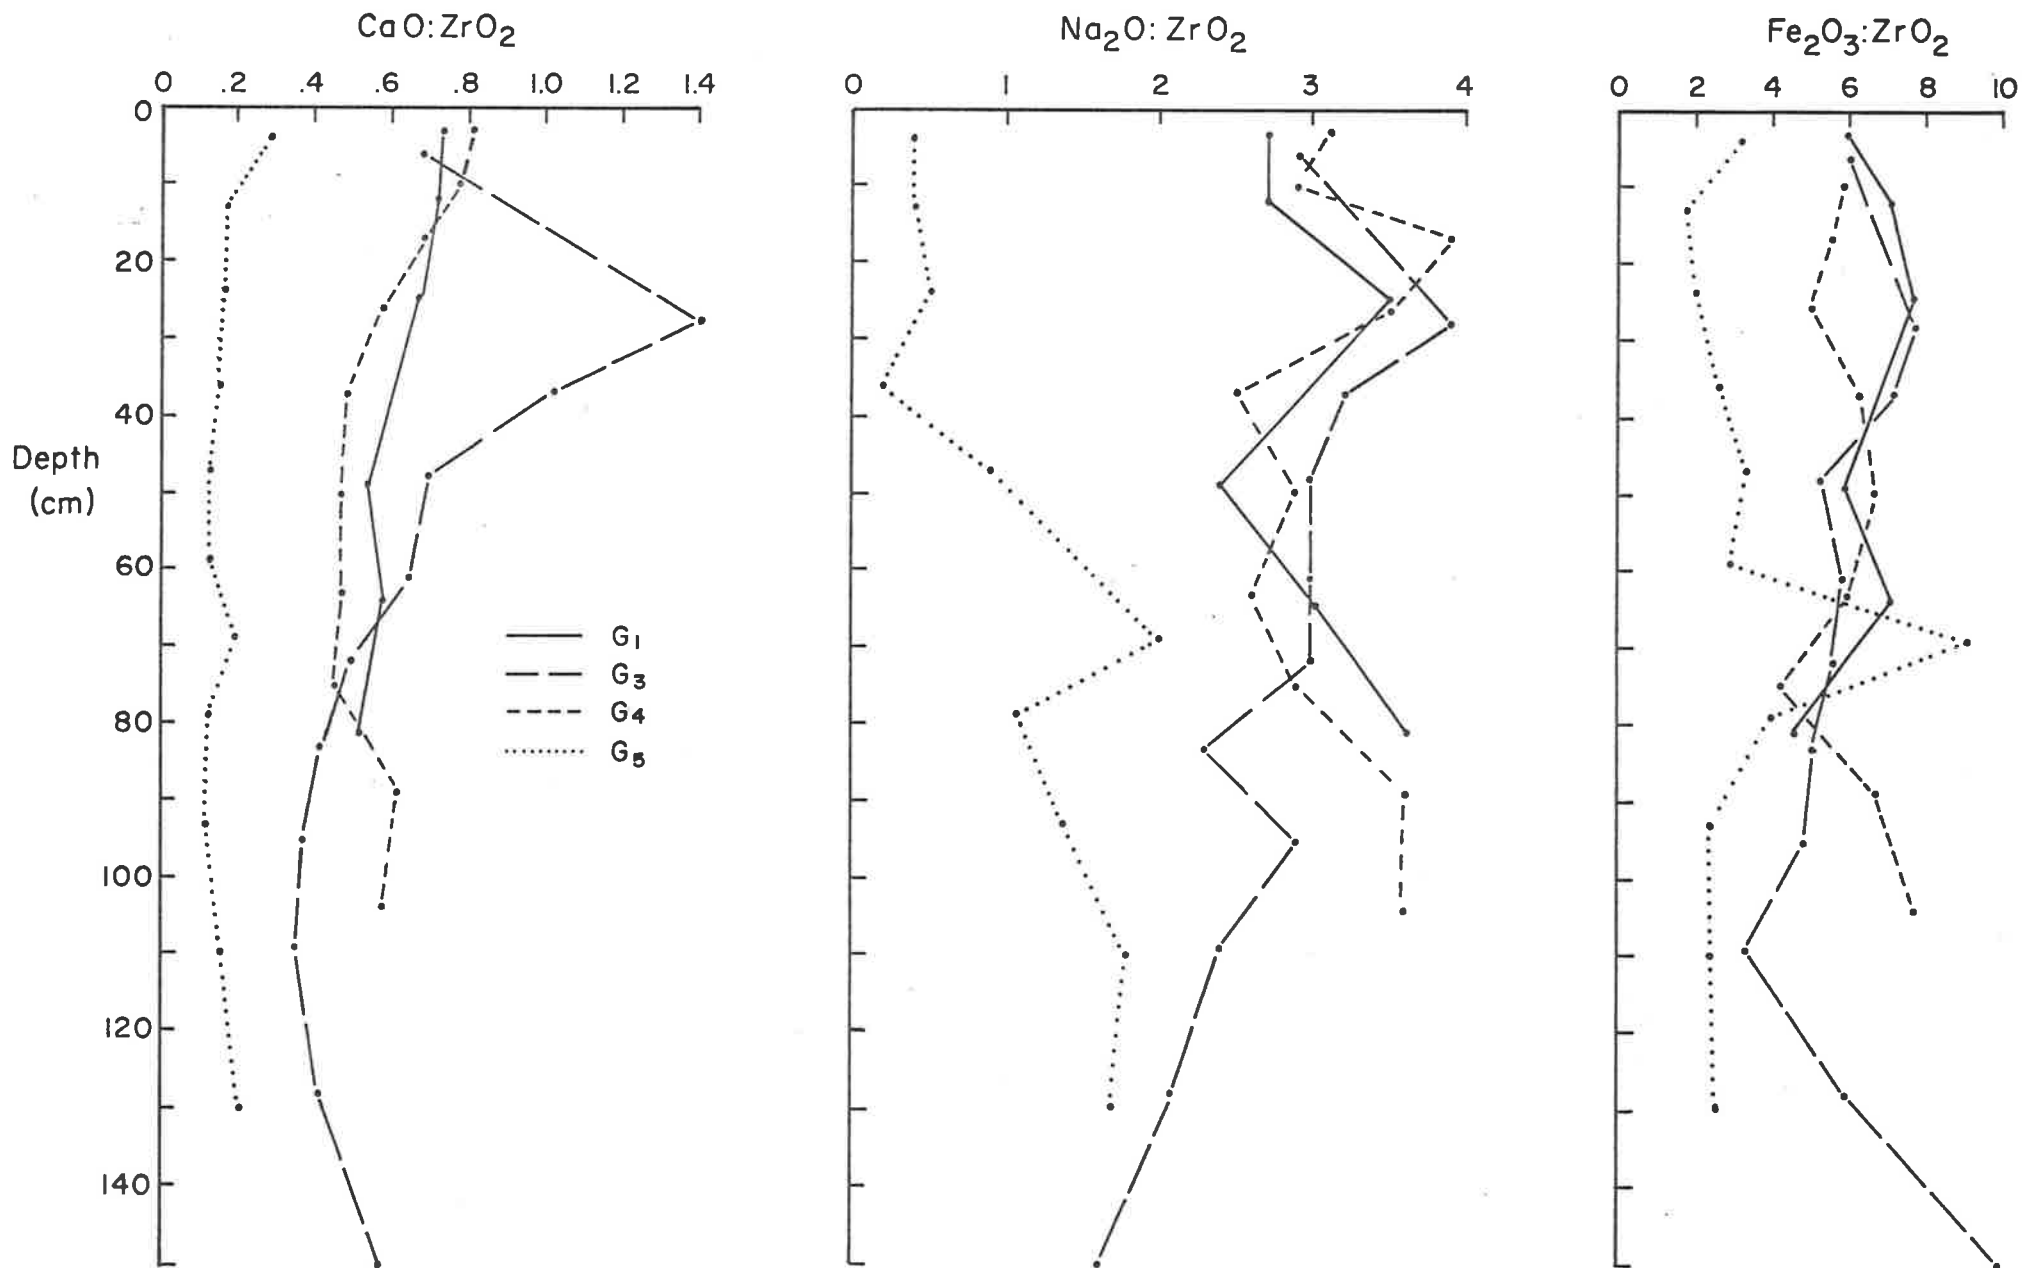 CaO:ZrO₂
Na₂O:ZrO₂
Fe₂O₃:ZrO₂
0 .2 .4 .6 .8 1.0 1.2 1.4
0 1 2 3 4
0 2 4 6 8 10
0
20
40
Depth
(cm)
60
80
100
120
140
G₁
G₃
G₄
G₅